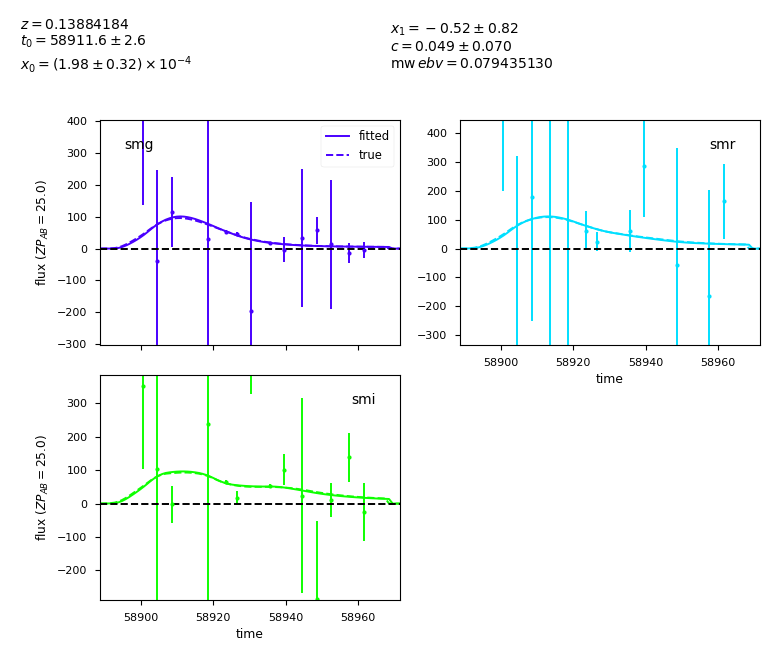 z = 0.13884184
t₀ = 58911.6 ± 2.6
x₀ = (1.98 ± 0.32) × 10⁻⁴
x₁ = −0.52 ± 0.82
c = 0.049 ± 0.070
mw ebv = 0.079435130
smg
fitted
true
400
300
200
100
0
−100
−200
−300
flux (ZP_AB = 25.0)
smr
400
300
200
100
0
−100
−200
−300
58900 58920 58940 58960
time
smi
300
200
100
0
−100
−200
flux (ZP_AB = 25.0)
58900 58920 58940 58960
time